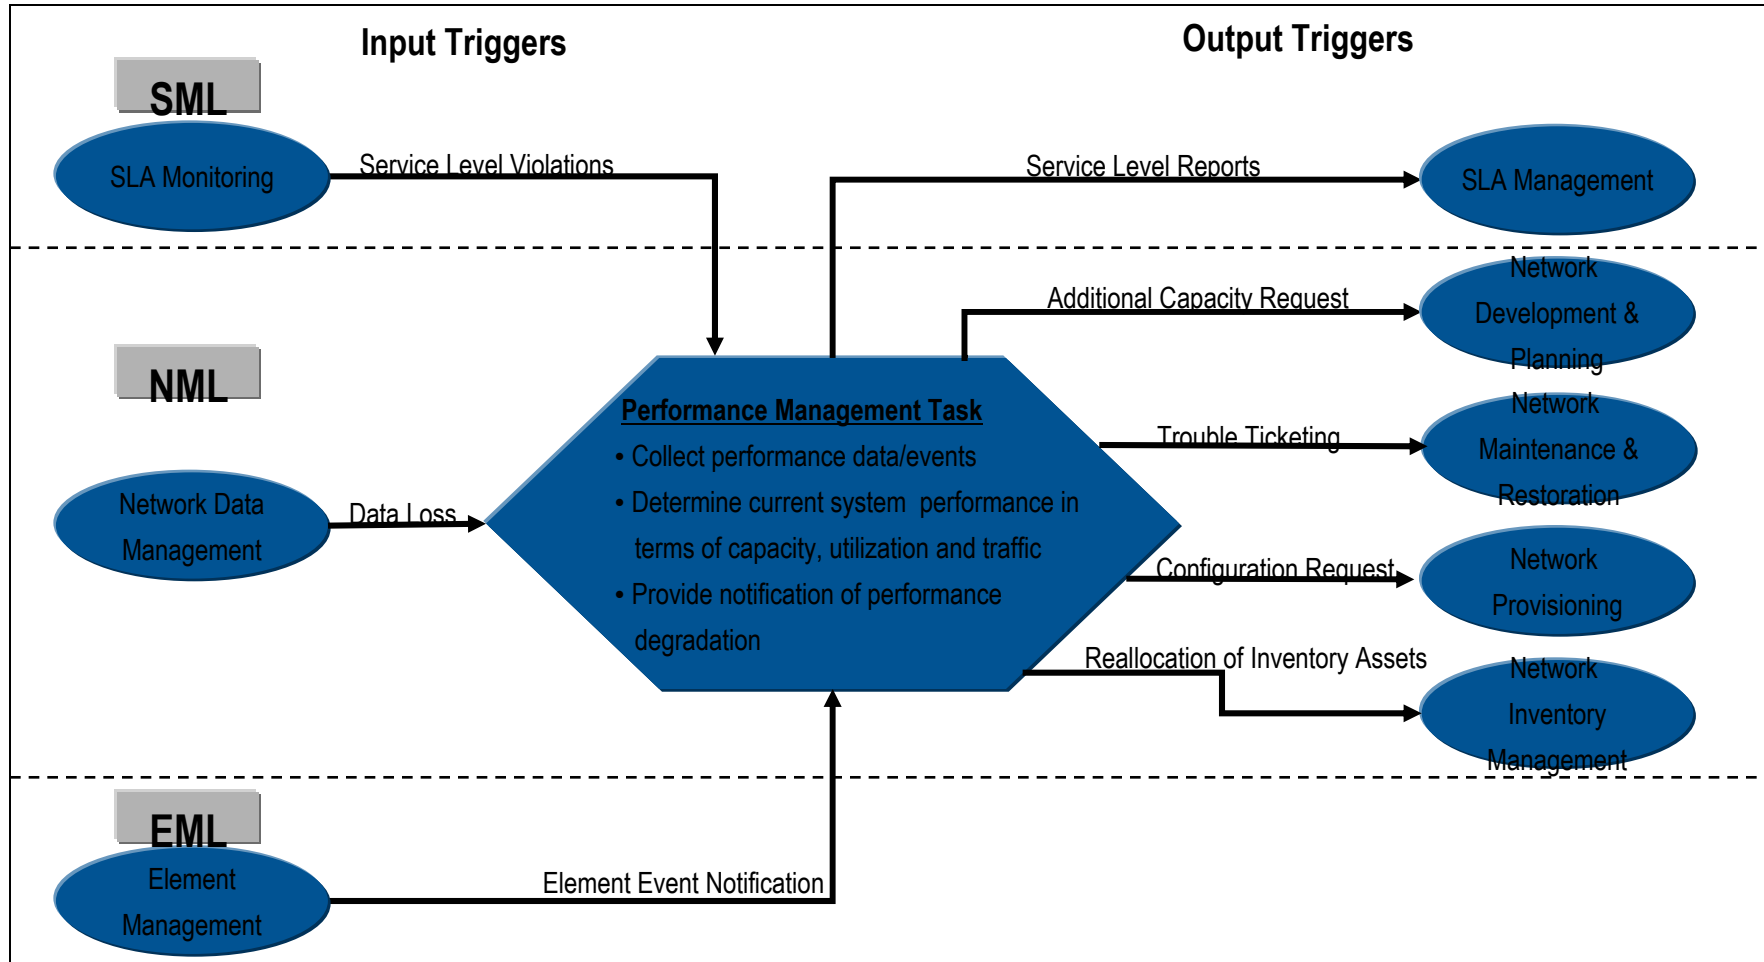 Input Triggers
Output Triggers
SML
SLA Monitoring
Service Level Violations
Service Level Reports
SLA Management
Additional Capacity Request
Network
Development &
Planning
NML
Performance Management Task
• Collect performance data/events
• Determine current system performance in
terms of capacity, utilization and traffic
• Provide notification of performance
degradation
Trouble Ticketing
Network
Maintenance &
Restoration
Network Data
Management
Data Loss
Configuration Request
Network
Provisioning
Reallocation of Inventory Assets
Network
Inventory
Management
EML
Element
Management
Element Event Notification